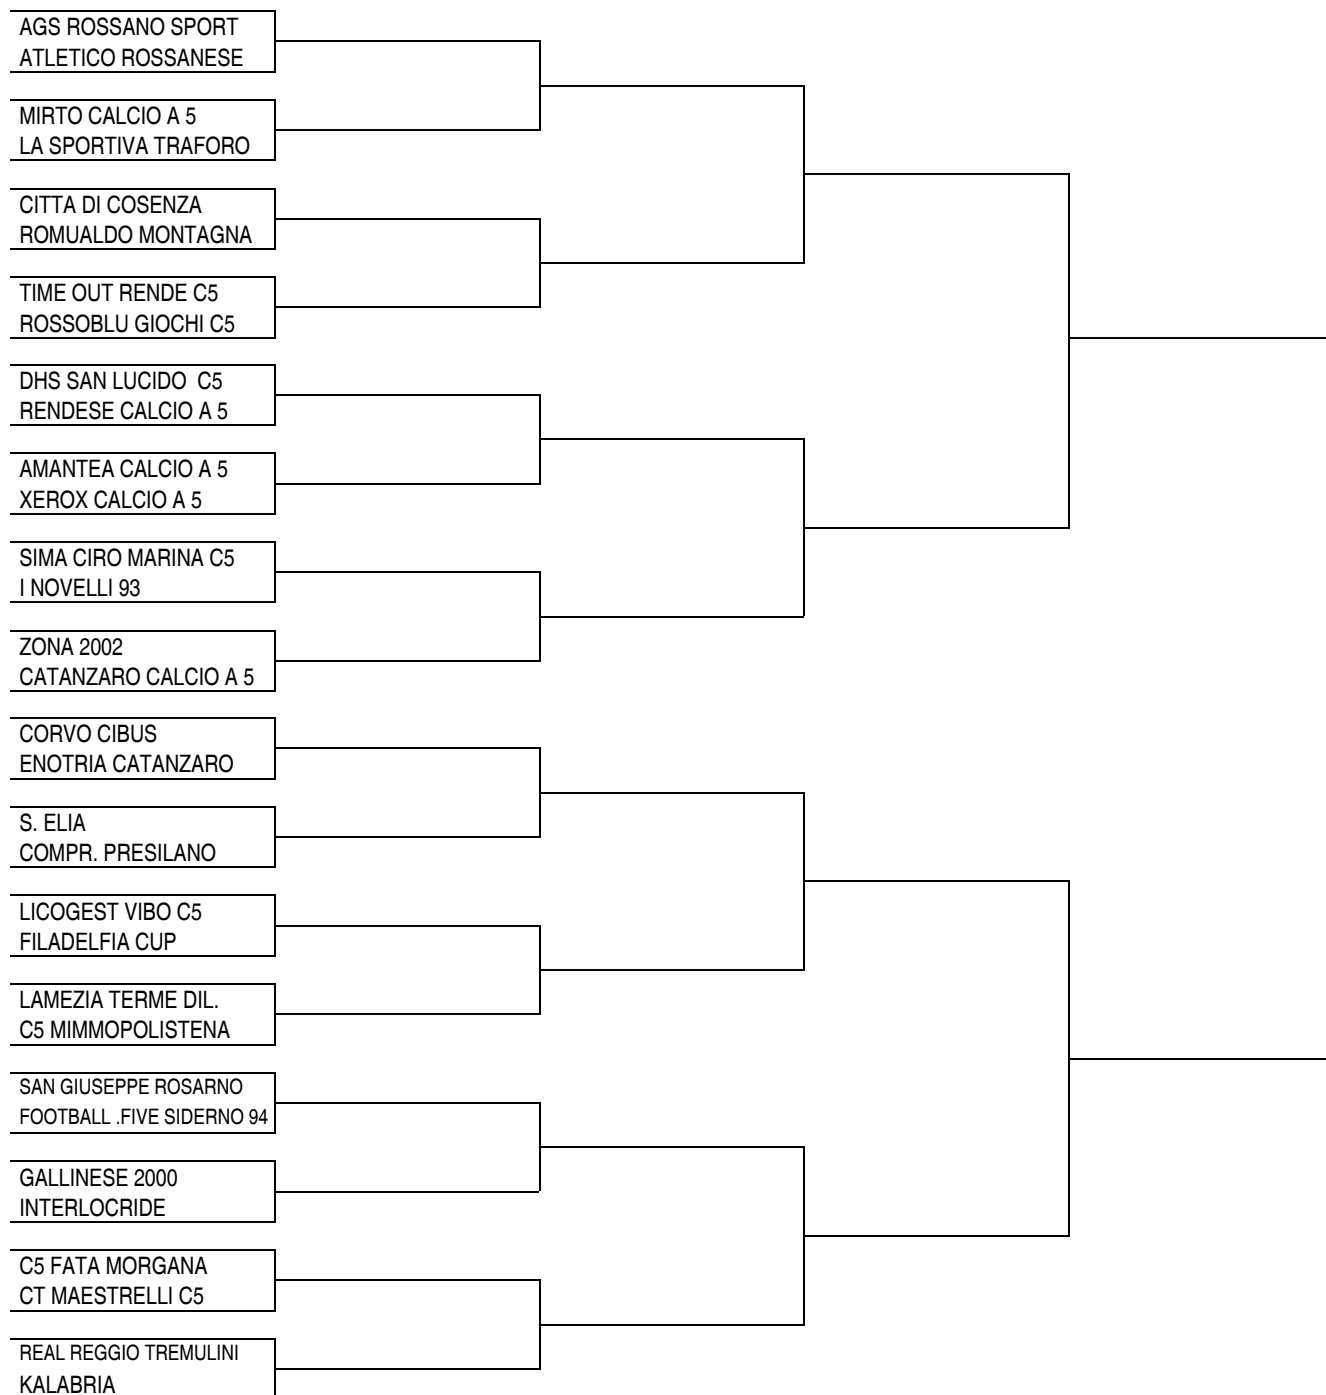 AGS ROSSANO SPORT
ATLETICO ROSSANESE
MIRTO CALCIO A 5
LA SPORTIVA TRAFORO
CITTA DI COSENZA
ROMUALDO MONTAGNA
TIME OUT RENDE C5
ROSSOBLU GIOCHI C5
DHS SAN LUCIDO  C5
RENDESE CALCIO A 5
AMANTEA CALCIO A 5
XEROX CALCIO A 5
SIMA CIRO MARINA C5
I NOVELLI 93
ZONA 2002
CATANZARO CALCIO A 5
CORVO CIBUS
ENOTRIA CATANZARO
S. ELIA
COMPR. PRESILANO
LICOGEST VIBO C5
FILADELFIA CUP
LAMEZIA TERME DIL.
C5 MIMMOPOLISTENA
SAN GIUSEPPE ROSARNO
FOOTBALL .FIVE SIDERNO 94
GALLINESE 2000
INTERLOCRIDE
C5 FATA MORGANA
CT MAESTRELLI C5
REAL REGGIO TREMULINI
KALABRIA